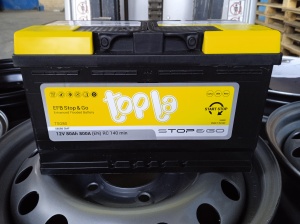 EFB Stop & Go
topla
START STOP
12V 80Ah 800A (EN) RC 140 min
STOP&GO